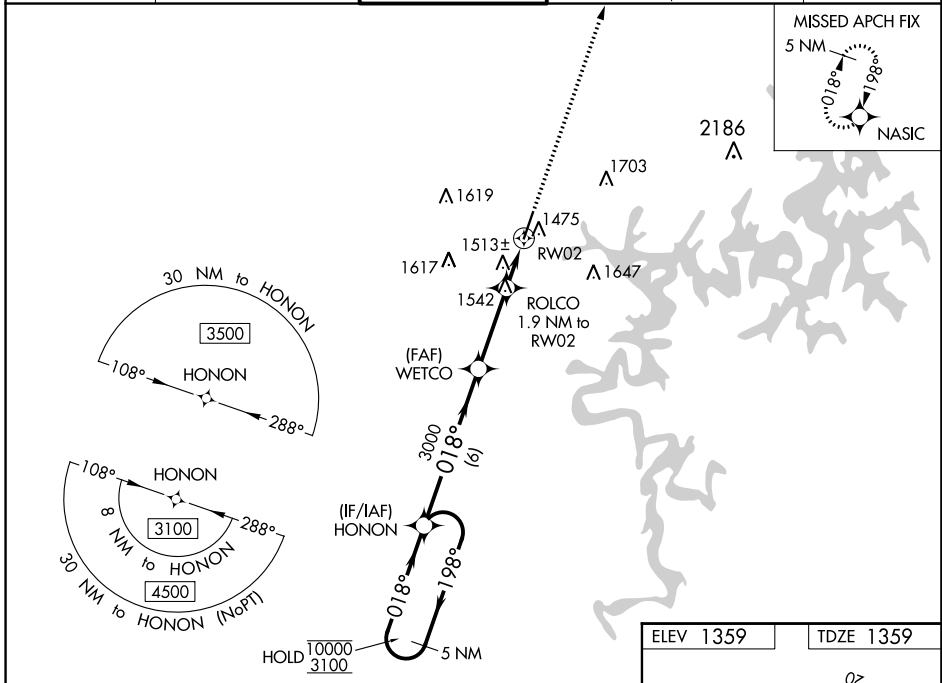 MISSED APCH FIX
5 NM
018°
198°
NASIC
2186
1703
1619
1475
1513±
RW02
1617
1647
1542
ROLCO
1.9 NM to
RW02
30 NM to HONON
3500
108°
HONON
288°
(FAF)
WETCO
3000
018°
(6)
108°
HONON
288°
3100
8 NM to HONON
4500
30 NM to HONON (NoPT)
(IF/IAF)
HONON
018°
198°
HOLD 10000
3100
5 NM
ELEV 1359
TDZE 1359
02